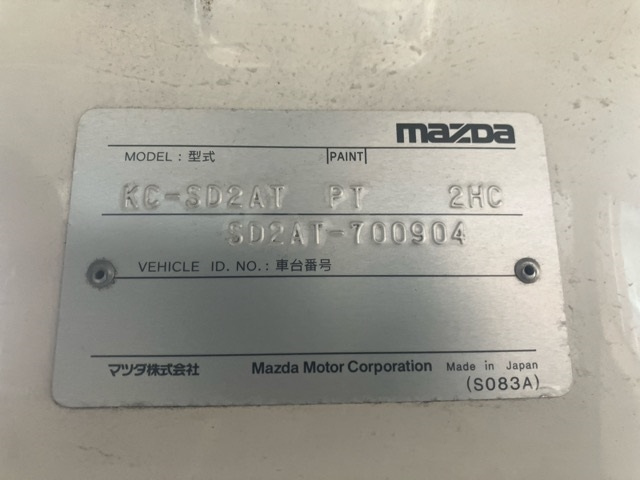 mazda
MODEL : 型式 PAINT
KC-SD2AT PT 2HC
SD2AT-700904
VEHICLE ID. NO. : 車台番号
マツダ株式会社 Mazda Motor Corporation Made in Japan
(S083A)